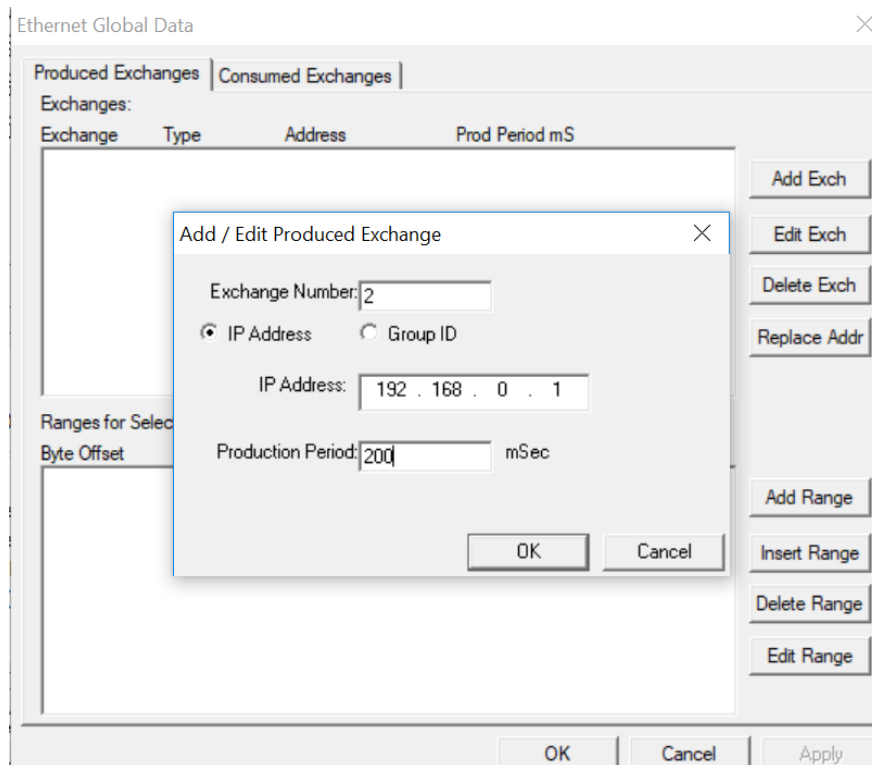 Ethernet Global Data
Produced Exchanges Consumed Exchanges
Exchanges:
Exchange Type Address Prod Period mS
Add Exch
Edit Exch
Delete Exch
Replace Addr
Add / Edit Produced Exchange
Exchange Number: 2
IP Address Group ID
IP Address: 192 . 168 . 0 . 1
Production Period: 200 mSec
OK Cancel
Ranges for Selec
Byte Offset
Add Range
Insert Range
Delete Range
Edit Range
OK Cancel Apply